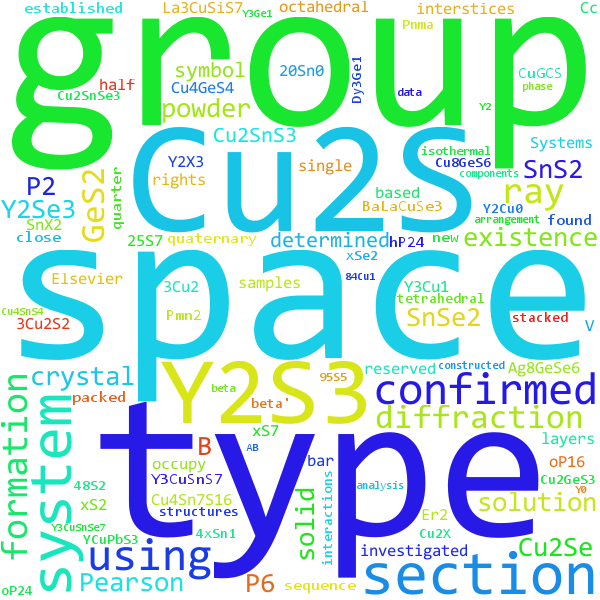 established
Y3Ge1
La3CuSiS7
octahedral
interstices
Cc
group
Pnma
half
symbol
20Sn0
Dy3Ge1
CuGCS
Cu2SnSe3
Cu4GeS4
data
phase
powder
Y2
cu2s
Cu2SnS3
isothermal
Systems
P2
GeS2
quarter
Y2X3
single
Cu8GeS6
SnS2
rights
components
ray
Y2Se3
based
BaLaCuSe3
Y2Cu0
SnX2
arrangement
found
close
25S7
quaternary
determined
hP24
new
existence
space
xSe2
Elsevier
3Cu2
samples
84Cu1
Y3Cu1
tetrahedral
Cu4SnS4
3Cu2S2
Pmn2
SnSe2
stacked
V
crystal
Y2S3
reserved
constructed
Ag8GeSe6
packed
beta
beta'
95S5
confirmed
formation
system
type
B
xS7
AB
bar
diffraction
layers
occupy
oP16
48S2
Y3CuSnS7
interactions
analysis
Cu2GeS3
Y0
xS2
Cu4Sn7S16
solid
Er2
solution
Y3CuSnSe7
structures
Cu2X
YCuPbS3
4xSn1
using
investigated
Cu2Se
oP24
Pearson
P6
sequence
section